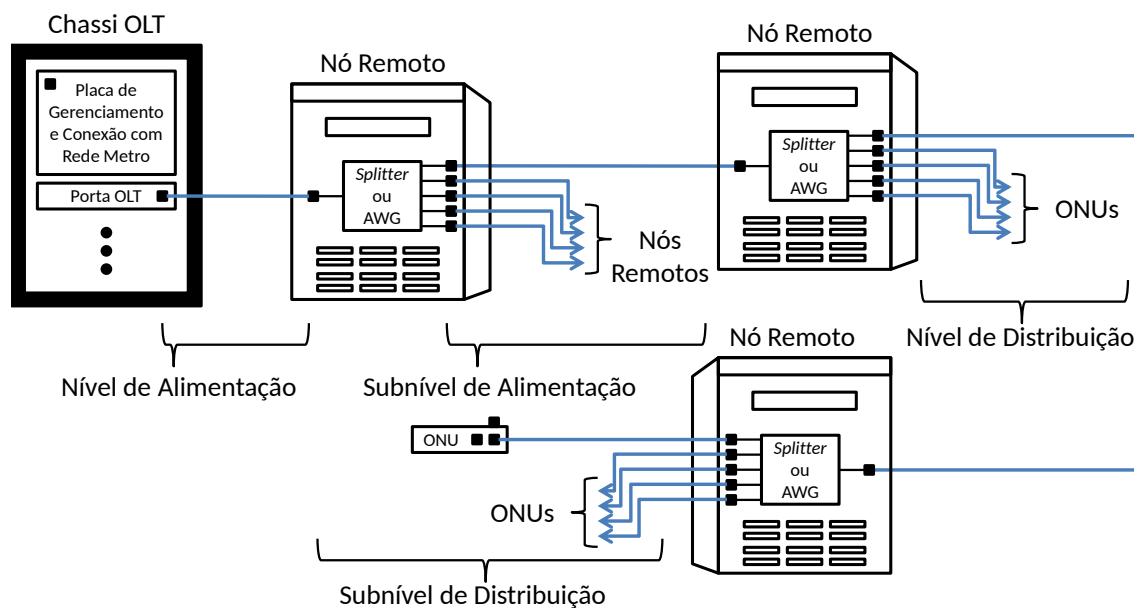 Chassi OLT
Placa de
Gerenciamento
e Conexão com
Rede Metro
Porta OLT
Nó Remoto
Splitter
ou
AWG
Nós
Remotos
Nó Remoto
Splitter
ou
AWG
ONUs
Nível de Alimentação
Subnível de Alimentação
Nível de Distribuição
Nó Remoto
ONU
Splitter
ou
AWG
ONUs
Subnível de Distribuição